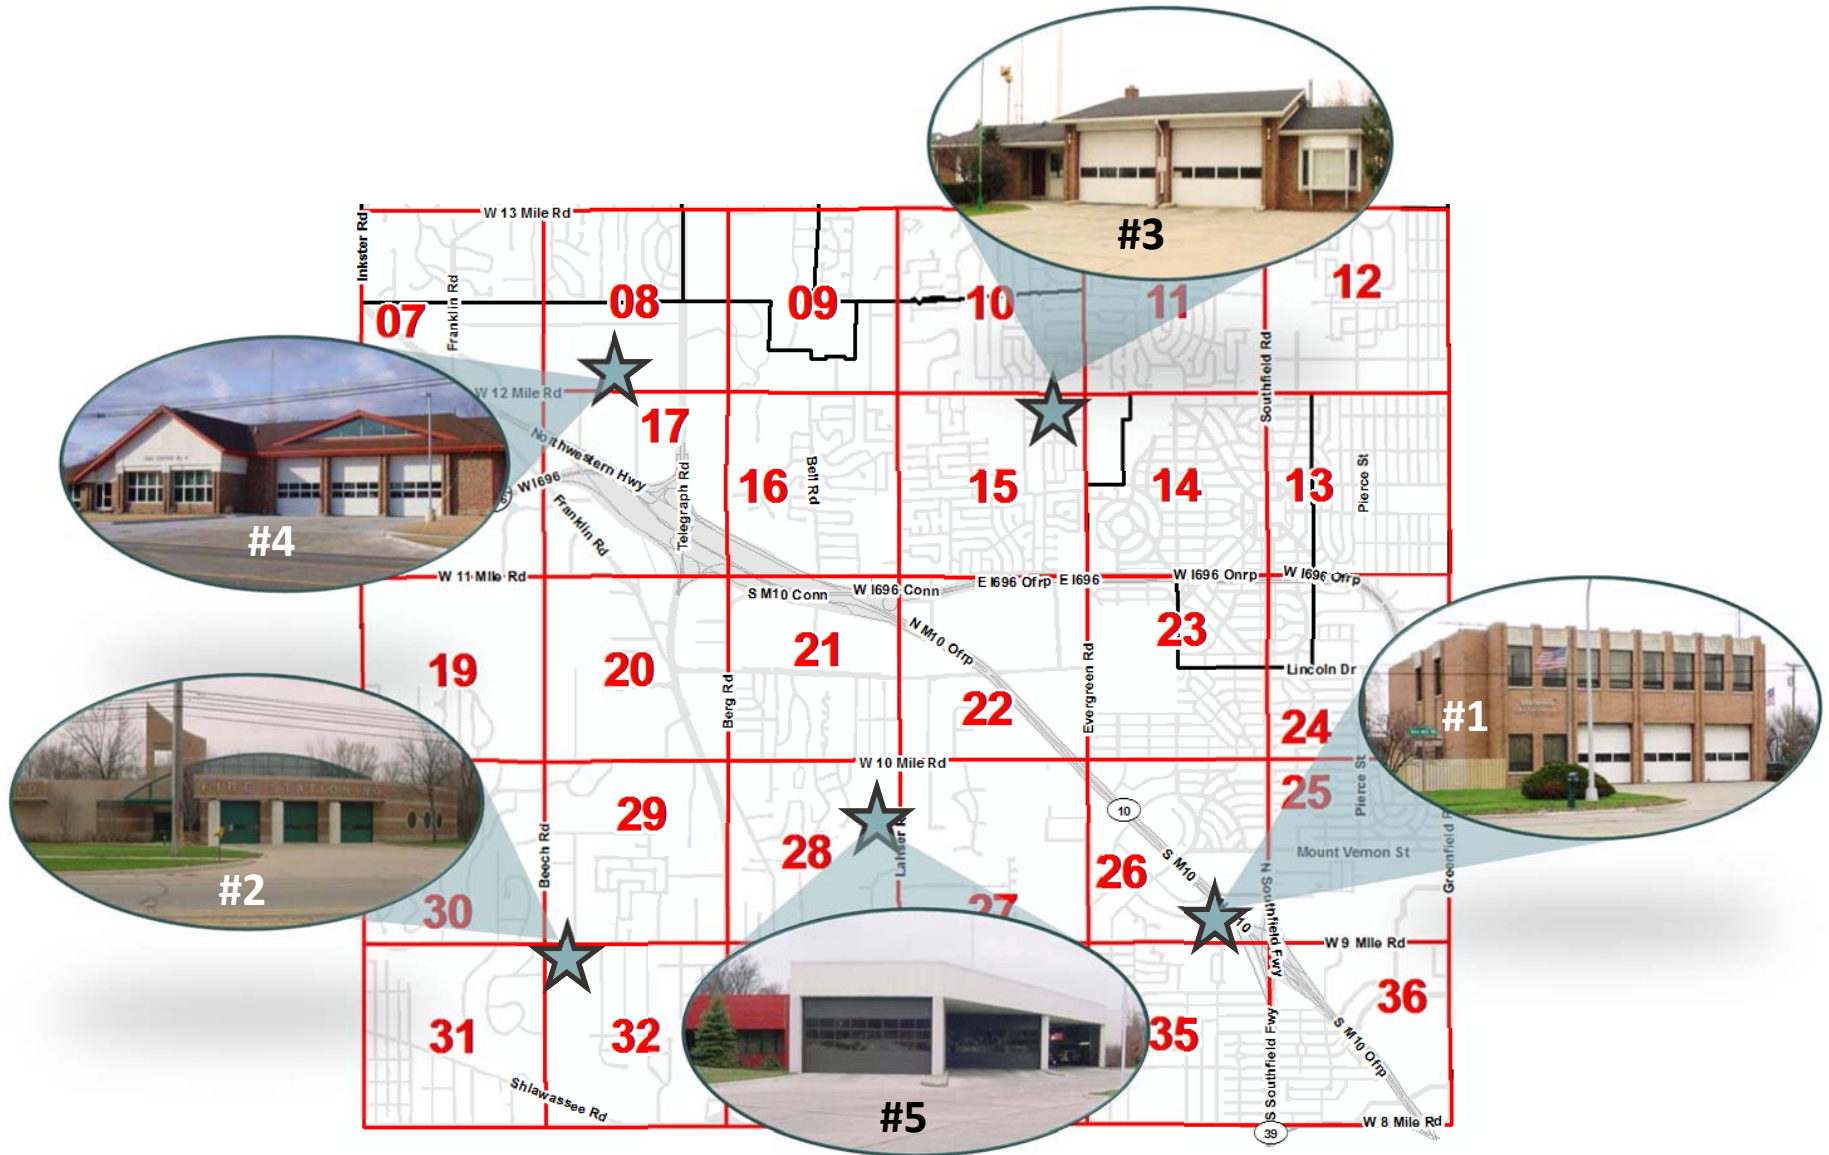 #3
W 13 Mile Rd
Inkster Rd
Franklin Rd
07
08
09
10
11
12
Southfield Rd
W 12 Mile Rd
#4
17
Northwestern Hwy
W I696
Franklin Rd
Telegraph Rd
16
Bell Rd
15
14
13
Pierce St
W 11 Mile Rd
S M10 Conn
W I696 Conn
E I696 Ofrp
E I696
W I696 Onrp
W I696 Ofrp
N M10 Ofrp
19
20
21
22
23
Lincoln Dr
24
#1
Berg Rd
Evergreen Rd
W 10 Mile Rd
FIRE STATION NO
#2
Beech Rd
29
28
Lahser R
27
10
S M10
26
25
Pierce St
Mount Vernon St
Greenfield R
30
N Southfield Fwy
10
W 9 Mile Rd
31
32
Shiawassee Rd
#5
35
S Southfield Fwy
36
S M10 Ofrp
39
W 8 Mile Rd